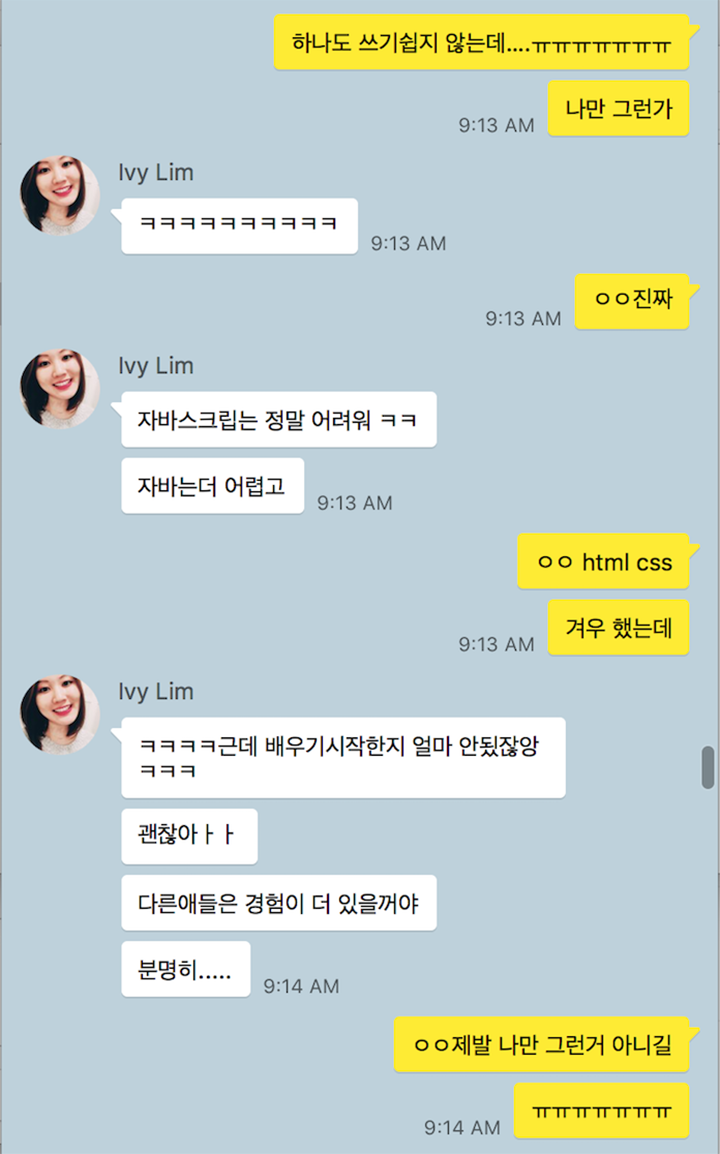 하나도 쓰기쉽지 않는데....ㅠㅠㅠㅠㅠㅠㅠ
나만 그런가
9:13 AM
Ivy Lim
ㅋㅋㅋㅋㅋㅋㅋㅋㅋㅋ
9:13 AM
ㅇㅇ진짜
9:13 AM
Ivy Lim
자바스크립는 정말 어려워 ㅋㅋ
자바는더 어렵고
9:13 AM
ㅇㅇ html css
겨우 했는데
9:13 AM
Ivy Lim
ㅋㅋㅋㅋ근데 배우기시작한지 얼마 안됬잖앙
ㅋㅋㅋ
괜찮아ㅏㅏ
다른애들은 경험이 더 있을꺼야
분명히.....
9:14 AM
ㅇㅇ제발 나만 그런거 아니길
ㅠㅠㅠㅠㅠㅠㅠ
9:14 AM